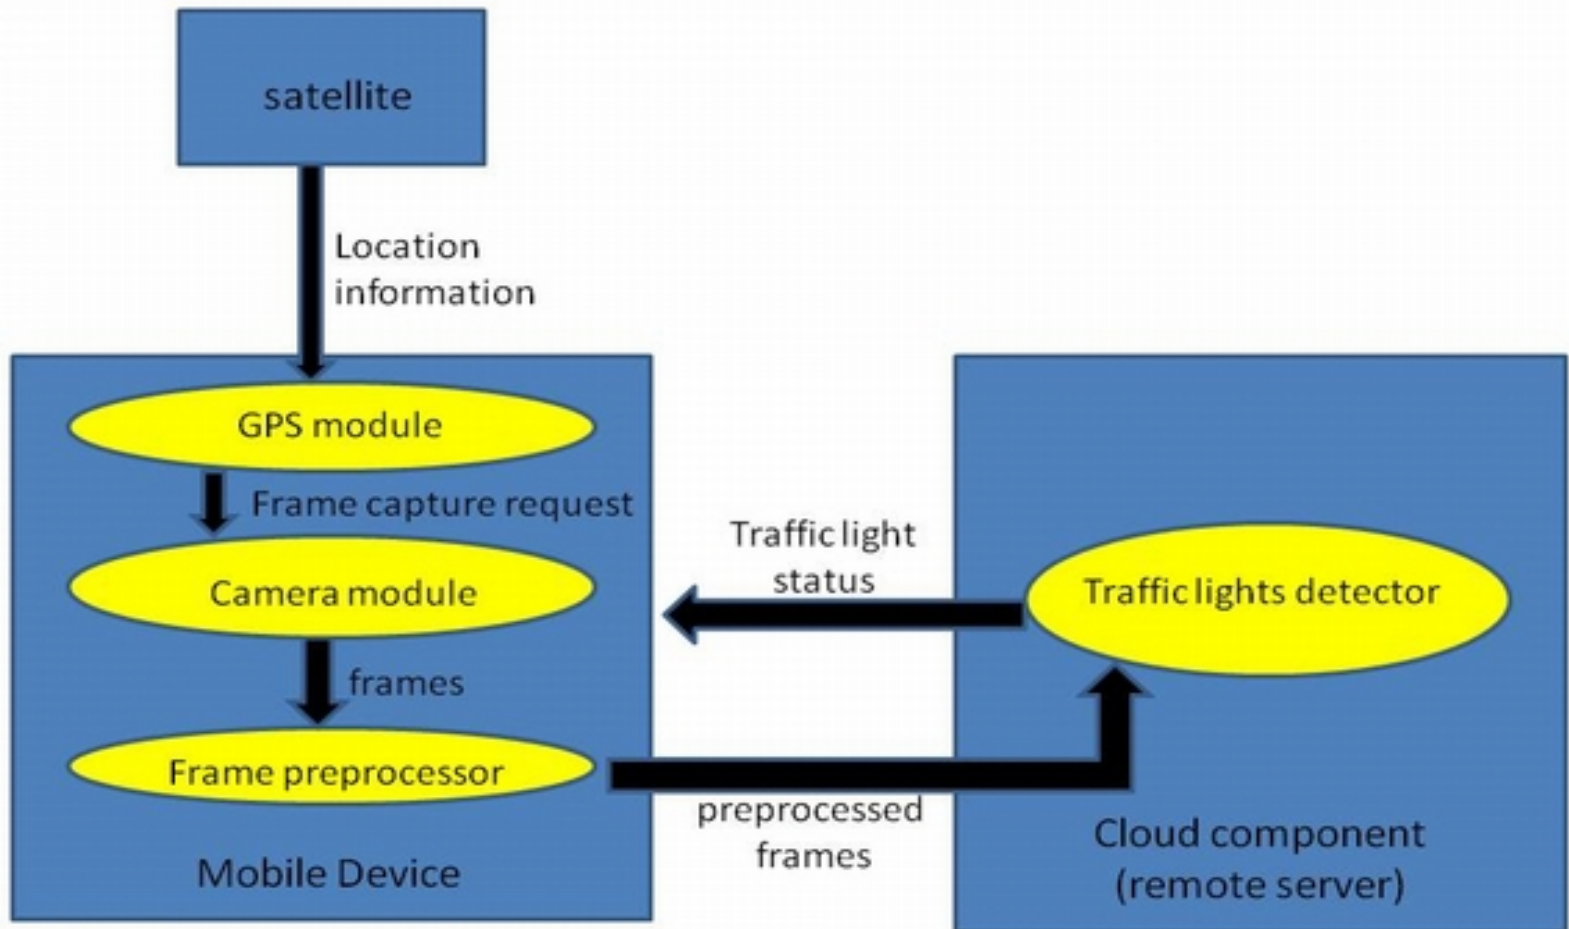 satellite
Location
information
GPS module
Frame capture request
Camera module
frames
Frame preprocessor
Mobile Device
Traffic light
status
preprocessed
frames
Traffic lights detector
Cloud component
(remote server)